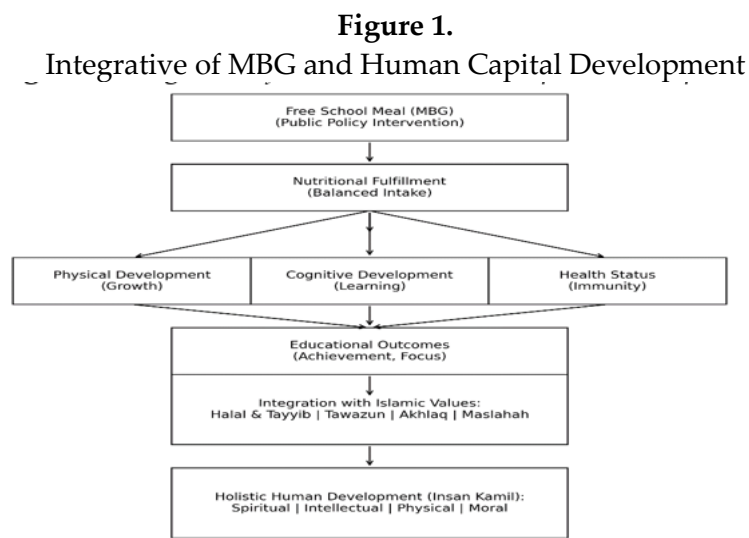 Figure 1.
Integrative of MBG and Human Capital Development
Free School Meal (MBG)
(Public Policy Intervention)
Nutritional Fulfillment
(Balanced Intake)
Physical Development
(Growth)
Cognitive Development
(Learning)
Health Status
(Immunity)
Educational Outcomes
(Achievement, Focus)
Integration with Islamic Values:
Halal & Tayyib | Tawazun | Akhlaq | Maslahah
Holistic Human Development (Insan Kamil):
Spiritual | Intellectual | Physical | Moral